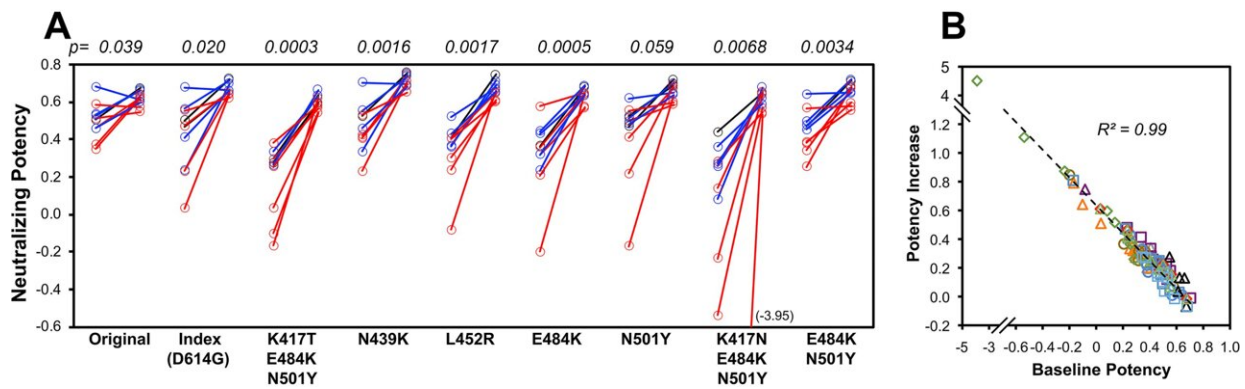 A
p= 0.039 0.020 0.0003 0.0016 0.0017 0.0005 0.059 0.0068 0.0034
Neutralizing Potency
0.8
0.6
0.4
0.2
0.0
-0.2
-0.4
-0.6
(-3.95)
Original
Index
(D614G)
K417T
E484K
N501Y
N439K
L452R
E484K
N501Y
K417N
E484K
N501Y
E484K
N501Y
B
Potency Increase
5
4
1.2
1.0
0.8
0.6
0.4
0.2
0.0
-0.2
R² = 0.99
-5 -3 -0.6 -0.4 -0.2 0 0.2 0.4 0.6 0.8 1.0
Baseline Potency